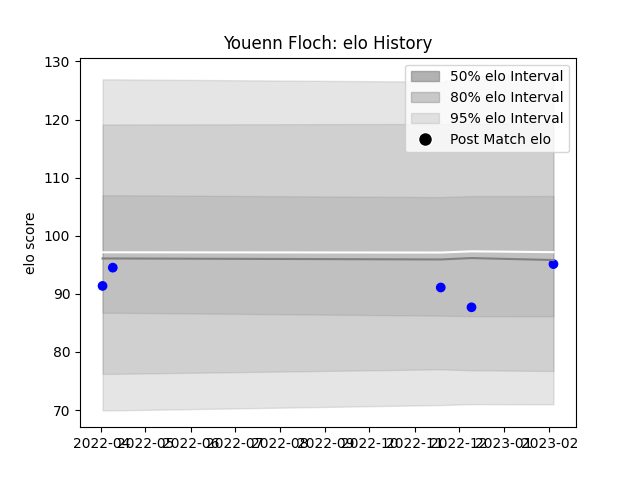 Youenn Floch: elo History
130
120
110
100
90
80
70
elo score
50% elo Interval
80% elo Interval
95% elo Interval
Post Match elo
2022-04 2022-05 2022-06 2022-07 2022-08 2022-09 2022-10 2022-11 2022-12 2023-01 2023-02